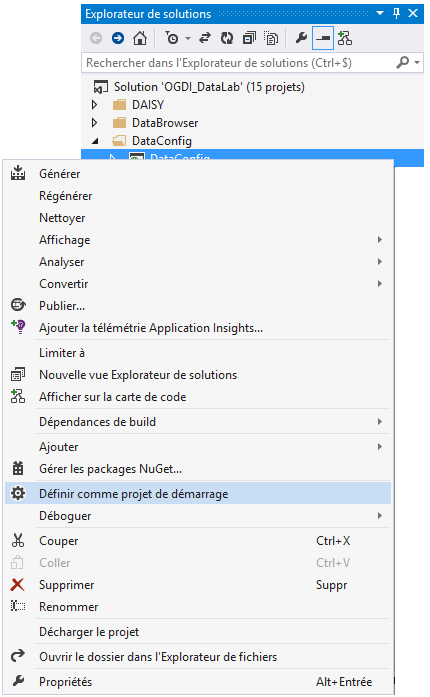 Explorateur de solutions
Rechercher dans l'Explorateur de solutions (Ctrl+$)
Solution 'OGDI_DataLab' (15 projets)
DAISY
DataBrowser
DataConfig
DataConfig
Générer
Régénérer
Nettoyer
Affichage
Analyser
Convertir
Publier...
Ajouter la télémétrie Application Insights...
Limiter à
Nouvelle vue Explorateur de solutions
Afficher sur la carte de code
Dépendances de build
Ajouter
Gérer les packages NuGet...
Définir comme projet de démarrage
Déboguer
Couper Ctrl+X
Coller Ctrl+V
Supprimer Suppr
Renommer
Décharger le projet
Ouvrir le dossier dans l'Explorateur de fichiers
Propriétés Alt+Entrée